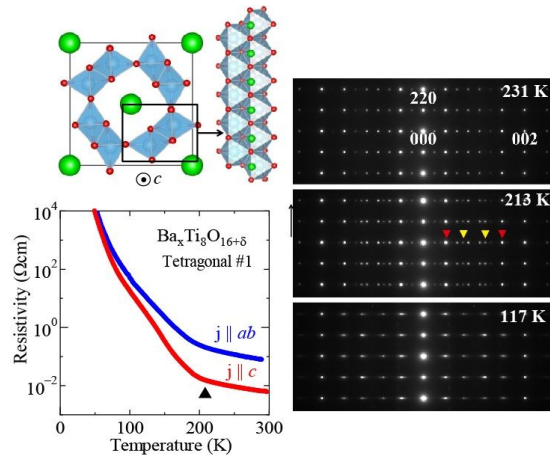 c
10⁴
10²
10⁰
10⁻²
0
100
200
300
Resistivity (Ωcm)
Temperature (K)
BaₓTi₈O₁₆₊δ
Tetragonal #1
j || ab
j || c
220
231 K
000
002
213 K
117 K